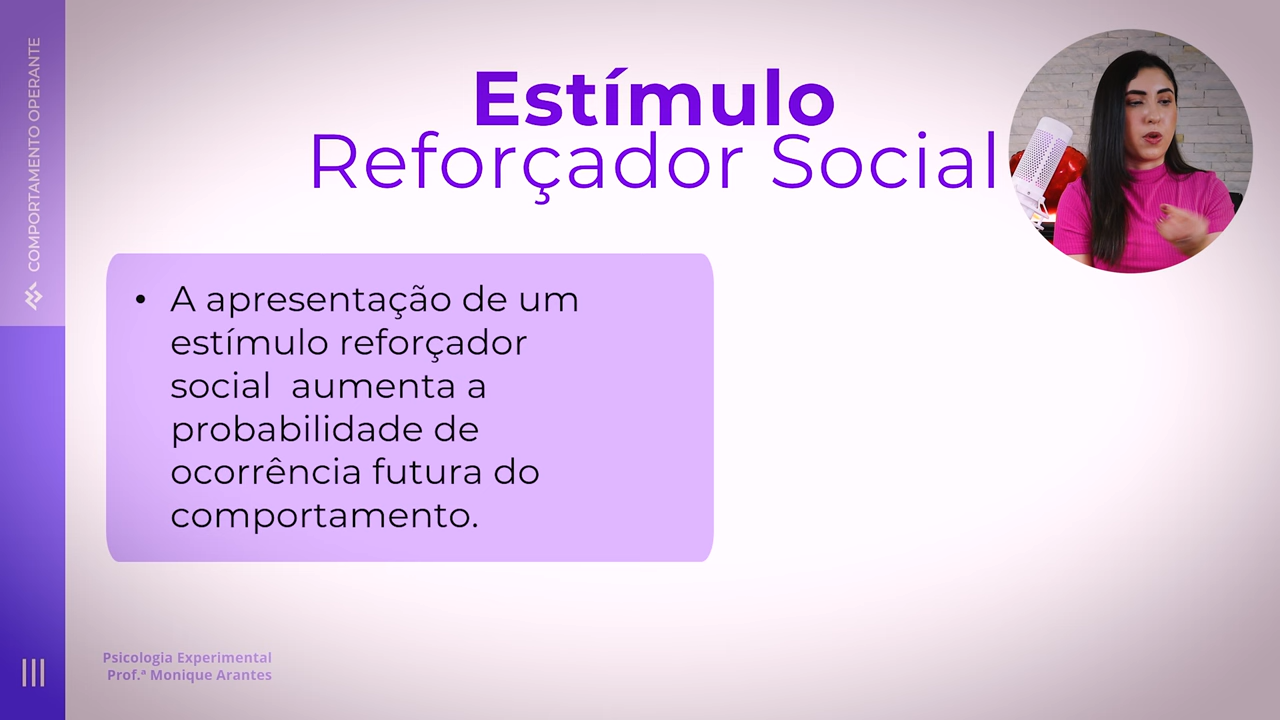 COMPORTAMENTO OPERANTE
Estímulo
Reforçador Social
• A apresentação de um
estímulo reforçador
social aumenta a
probabilidade de
ocorrência futura do
comportamento.
Psicologia Experimental
Prof.ª Monique Arantes